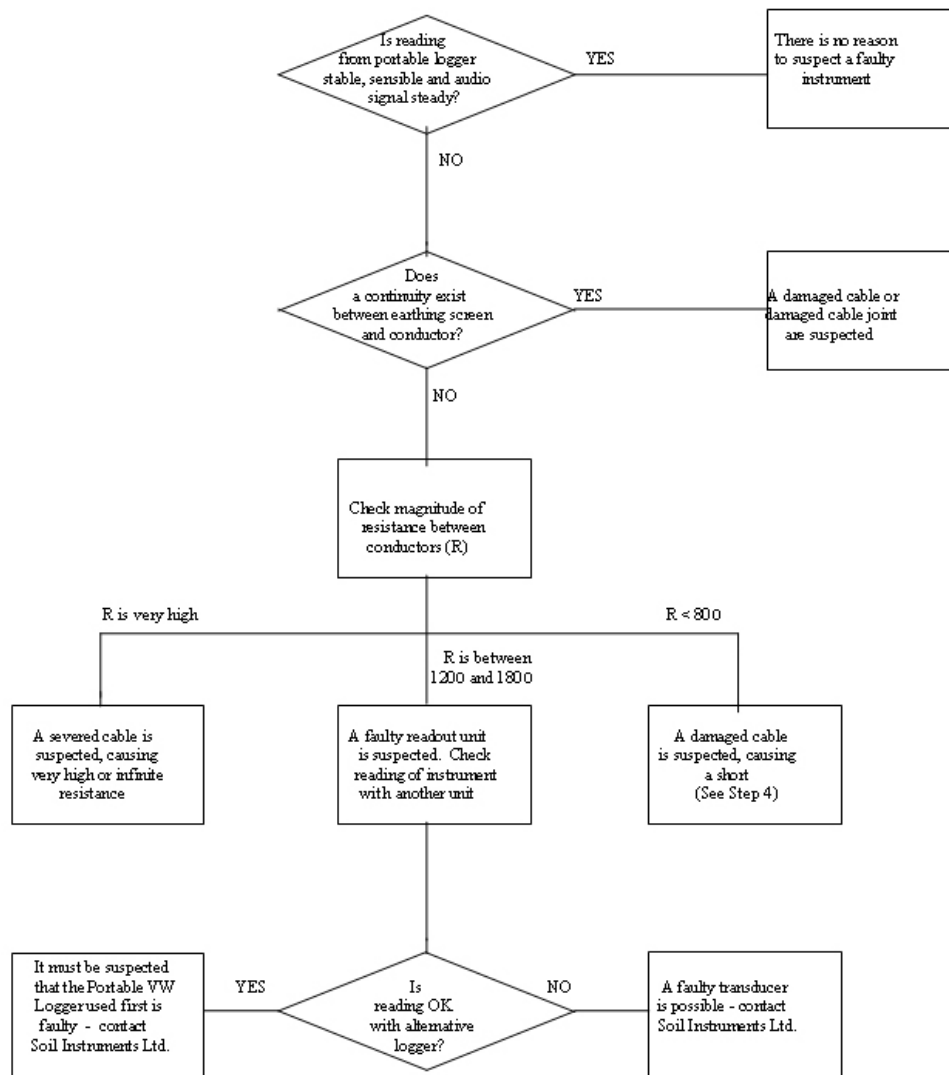 Is reading
from portable logger
stable, sensible and audio
signal steady?
YES
There is no reason
to suspect a faulty
instrument
NO
Does
a continuity exist
between earthing screen
and conductor?
YES
A damaged cable or
damaged cable joint
are suspected
NO
Check magnitude of
resistance between
conductors (R)
R is very high
R is between
1200 and 1800
R < 800
A severed cable is
suspected, causing
very high or infinite
resistance
A faulty readout unit
is suspected. Check
reading of instrument
with another unit
A damaged cable
is suspected, causing
a short
(See Step 4)
It must be suspected
that the Portable VW
Logger used first is
faulty - contact
Soil Instruments Ltd.
YES
Is
reading OK
with alternative
logger?
NO
A faulty transducer
is possible - contact
Soil Instruments Ltd.